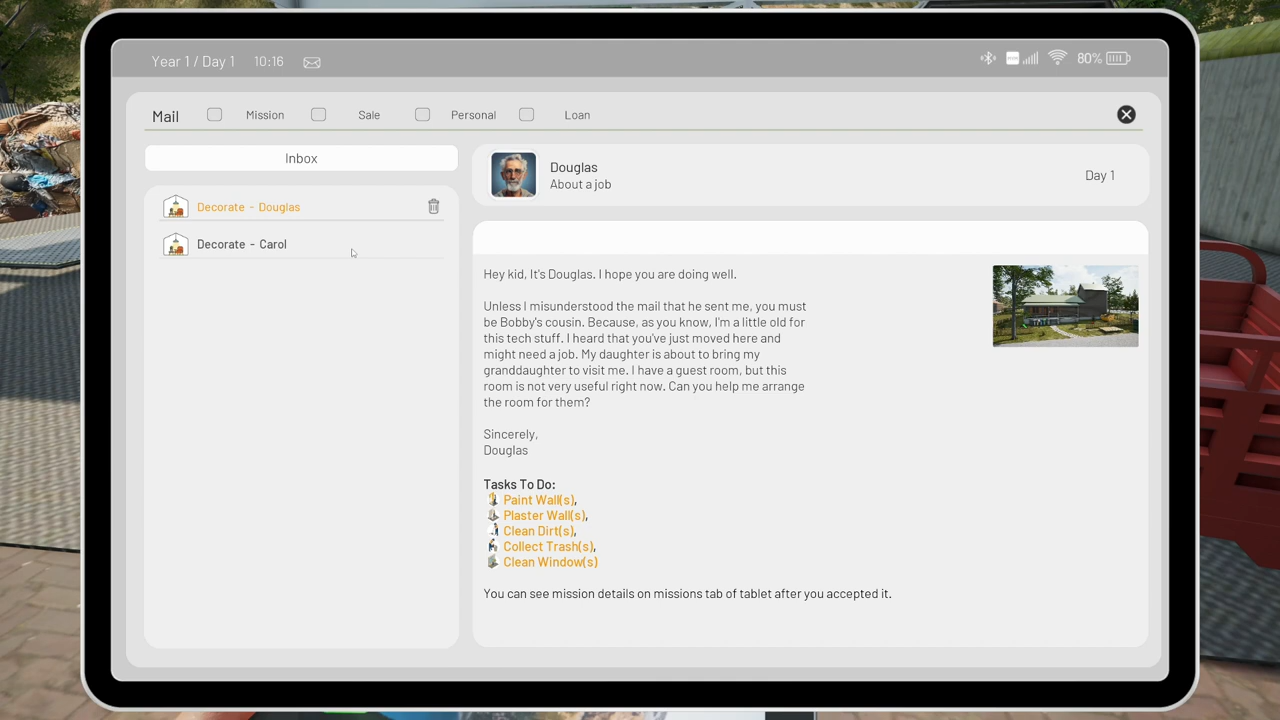 Year 1 / Day 1 10:16 80%
Mail Mission Sale Personal Loan
Inbox
Decorate - Douglas
Decorate - Carol
Douglas
About a job
Day 1
Hey kid, It's Douglas. I hope you are doing well.
Unless I misunderstood the mail that he sent me, you must
be Bobby's cousin. Because, as you know, I'm a little old for
this tech stuff. I heard that you've just moved here and
might need a job. My daughter is about to bring my
granddaughter to visit me. I have a guest room, but this
room is not very useful right now. Can you help me arrange
the room for them?
Sincerely,
Douglas
Tasks To Do:
Paint Wall(s),
Plaster Wall(s),
Clean Dirt(s),
Collect Trash(s),
Clean Window(s)
You can see mission details on missions tab of tablet after you accepted it.